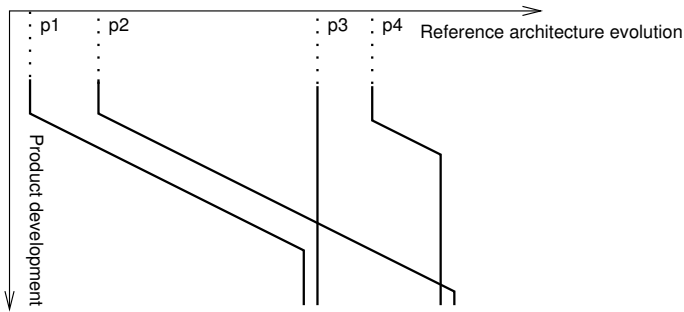 p1
p2
p3
p4
Reference architecture evolution
Product development